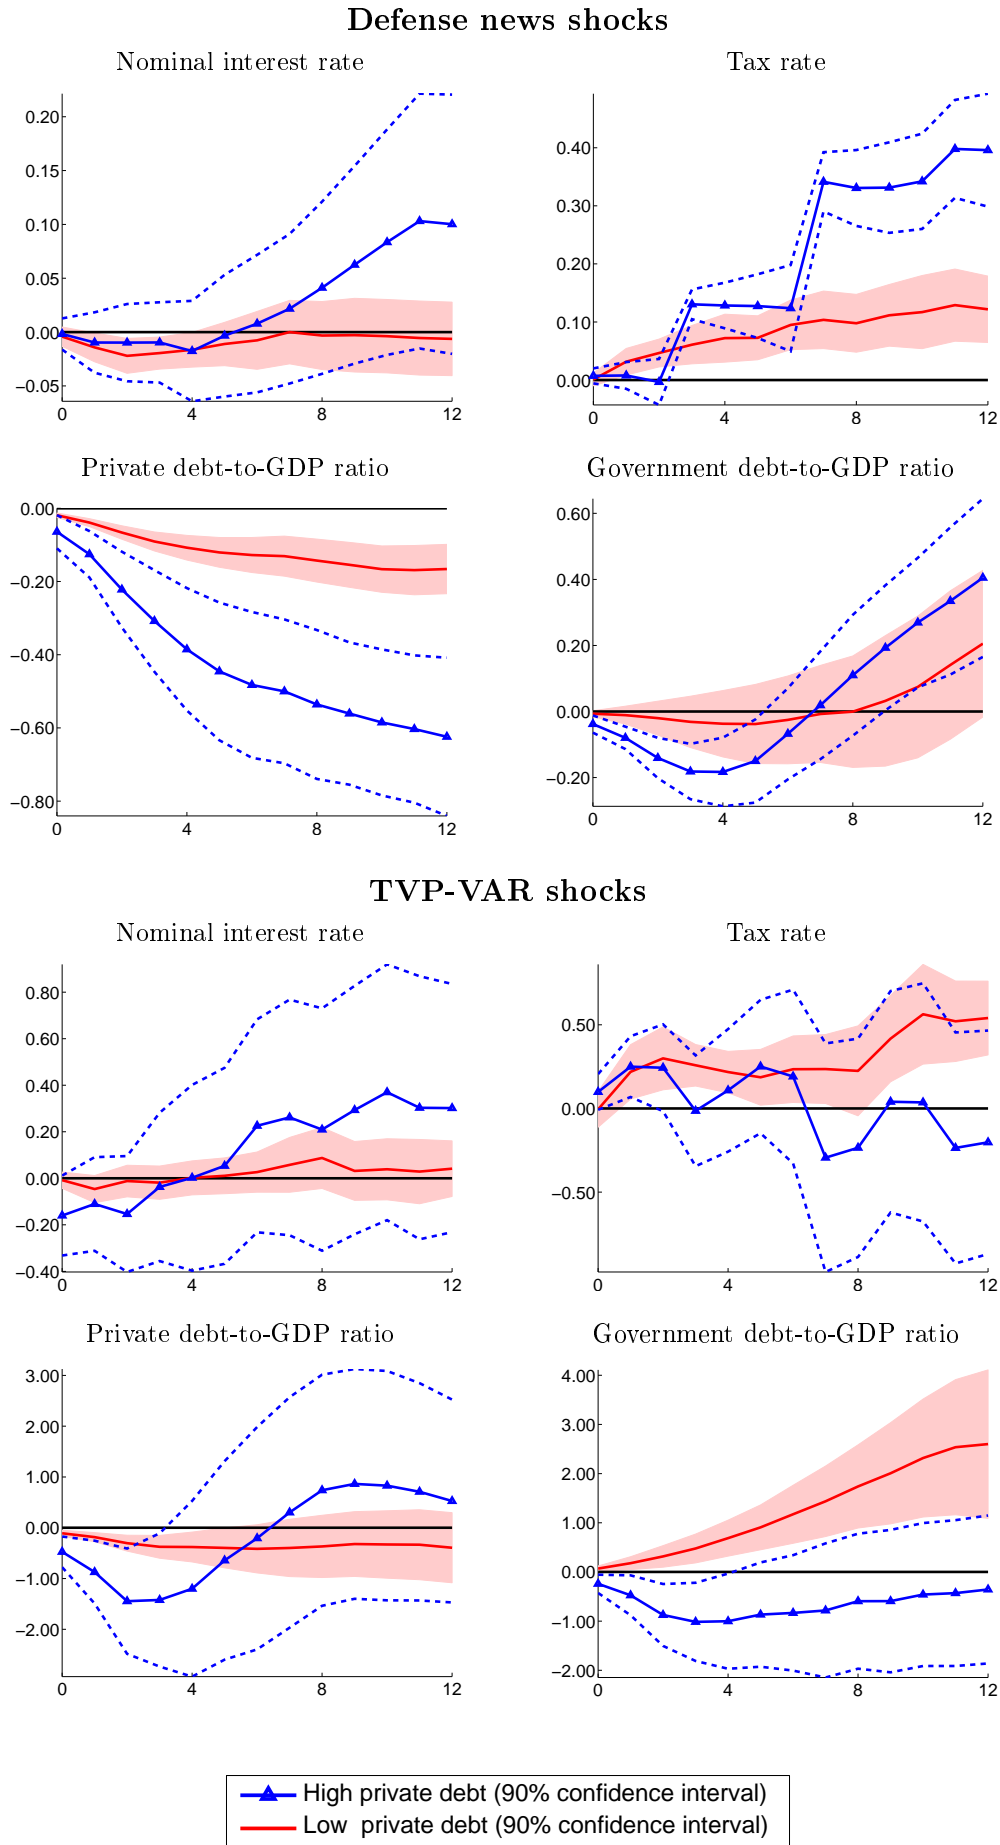 Defense news shocks
Nominal interest rate
0.20
0.15
0.10
0.05
0.00
−0.05
0 4 8 12
Tax rate
0.40
0.30
0.20
0.10
0.00
0 4 8 12
Private debt-to-GDP ratio
0.00
−0.20
−0.40
−0.60
−0.80
0 4 8 12
Government debt-to-GDP ratio
0.60
0.40
0.20
0.00
−0.20
0 4 8 12
TVP-VAR shocks
Nominal interest rate
0.80
0.60
0.40
0.20
0.00
−0.20
−0.40
0 4 8 12
Tax rate
0.50
0.00
−0.50
0 4 8 12
Private debt-to-GDP ratio
3.00
2.00
1.00
0.00
−1.00
−2.00
0 4 8 12
Government debt-to-GDP ratio
4.00
3.00
2.00
1.00
0.00
−1.00
−2.00
0 4 8 12
High private debt (90% confidence interval)
Low private debt (90% confidence interval)